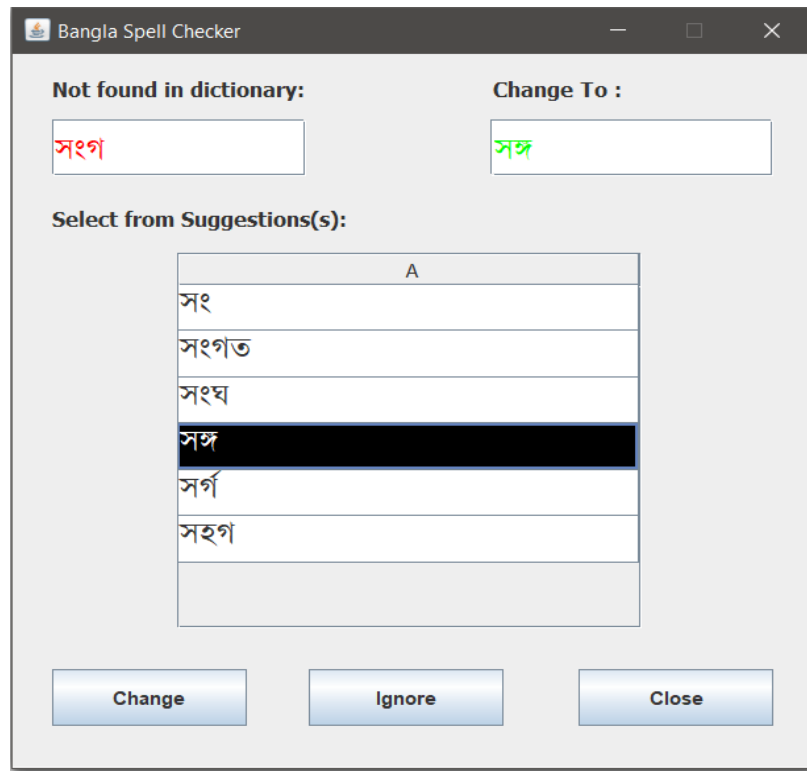 Bangla Spell Checker
Not found in dictionary: Change To :
সংগ সঙ্গ
Select from Suggestions(s):
A
সং
সংগত
সংঘ
সঙ্গ
সর্গ
সহগ
Change Ignore Close